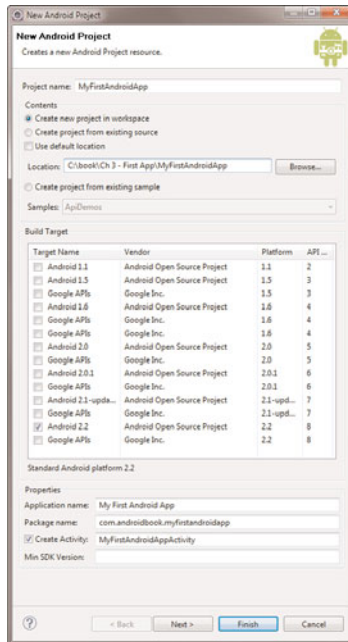 New Android Project
New Android Project
Creates a new Android Project resource.
Project name: MyFirstAndroidApp
Contents
Create new project in workspace
Create project from existing source
Use default location
Location: C:\book\Ch 3 - First App\MyFirstAndroidApp Browse...
Create project from existing sample
Samples: ApiDemos
Build Target
Target Name Vendor Platform API ...
Android 1.1 Android Open Source Project 1.1 2
Android 1.5 Android Open Source Project 1.5 3
Google APIs Google Inc. 1.5 3
Android 1.6 Android Open Source Project 1.6 4
Google APIs Google Inc. 1.6 4
Google APIs Google Inc. 1.6 4
Android 2.0 Android Open Source Project 2.0 5
Google APIs Google Inc. 2.0 5
Android 2.0.1 Android Open Source Project 2.0.1 6
Google APIs Google Inc. 2.0.1 6
Android 2.1-upda... Android Open Source Project 2.1-upd... 7
Google APIs Google Inc. 2.1-upd... 7
Android 2.2 Android Open Source Project 2.2 8
Google APIs Google Inc. 2.2 8
Standard Android platform 2.2
Properties
Application name: My First Android App
Package name: com.androidbook.myfirstandroidapp
Create Activity: MyFirstAndroidAppActivity
Min SDK Version:
? < Back Next > Finish Cancel